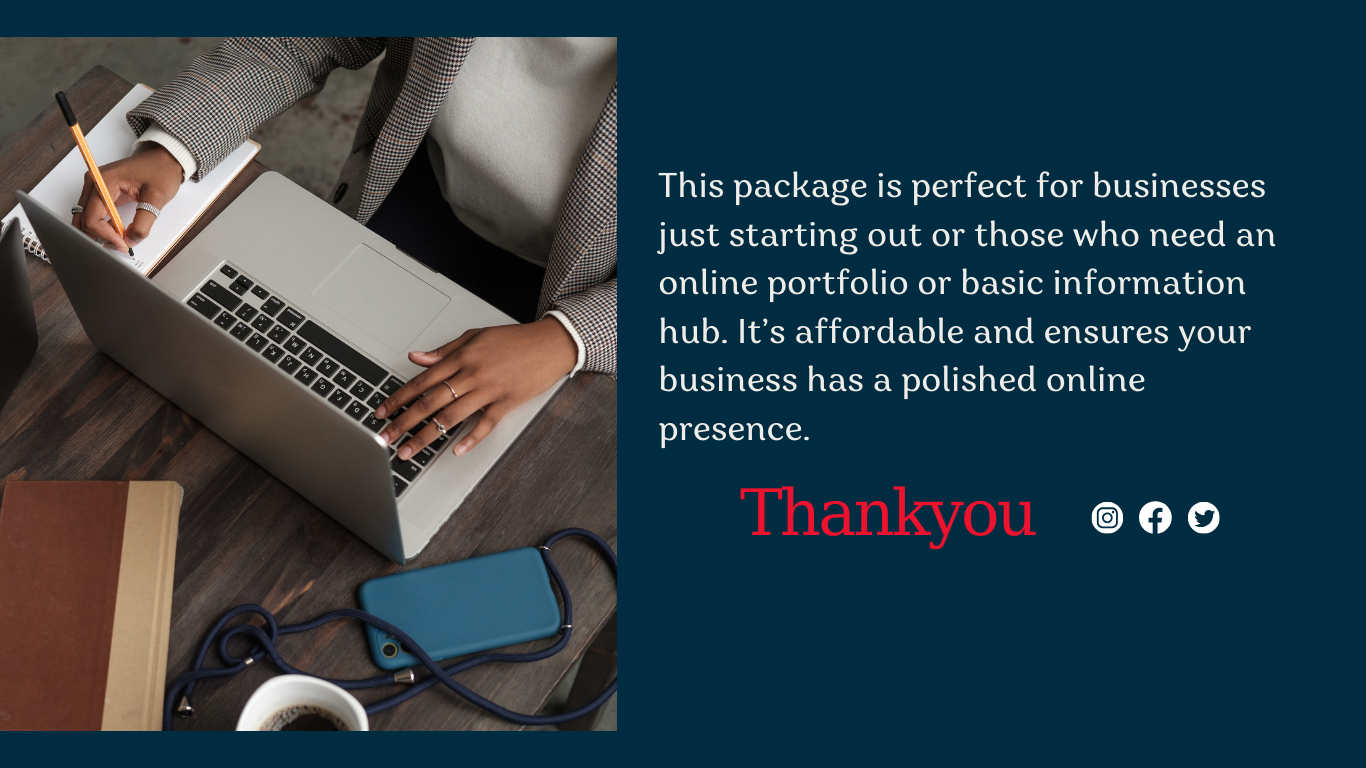 This package is perfect for businesses
just starting out or those who need an
online portfolio or basic information
hub. It’s affordable and ensures your
business has a polished online
presence.
Thankyou